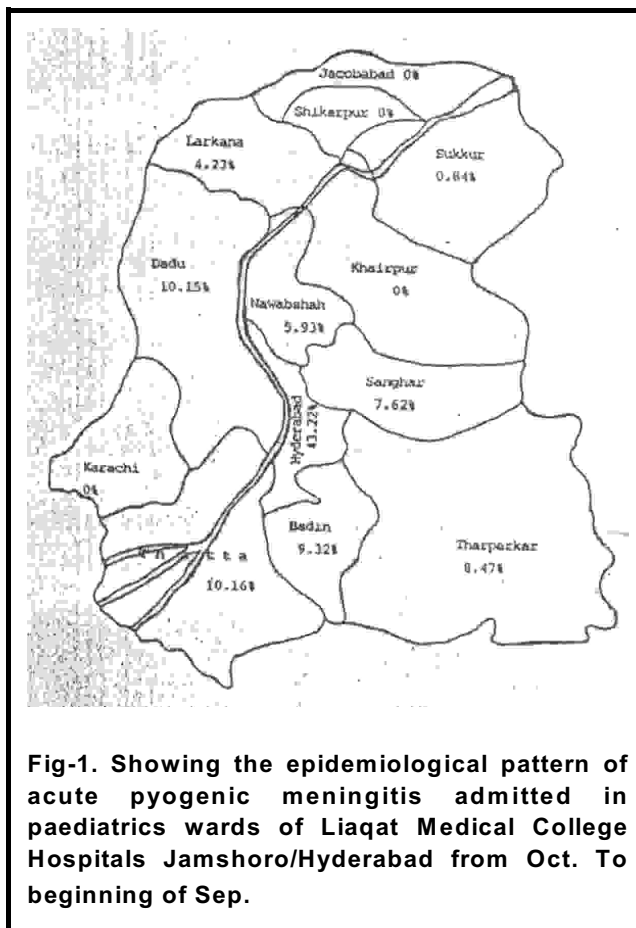 Jacobabad 0%
Shikarpur 0%
Larkana
4.23%
Sukkur
0.84%
Dadu
10.15%
Khairpur
0%
Nawabshah
5.93%
Sanghar
7.62%
Hyderabad
43.22%
Karachi
0%
Badin
9.32%
Tharparkar
8.47%
Thatta
10.16%
Fig-1. Showing the epidemiological pattern of
acute pyogenic meningitis admitted in
paediatrics wards of Liaqat Medical College
Hospitals Jamshoro/Hyderabad from Oct. To
beginning of Sep.